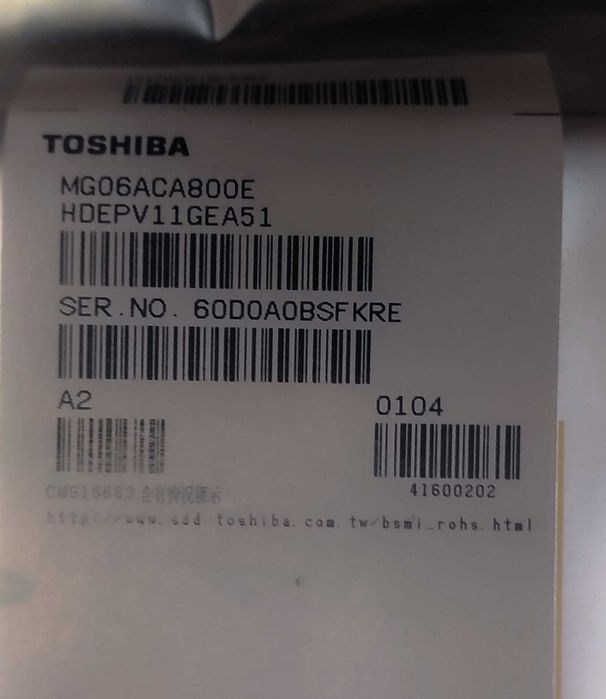 TOSHIBA
MG06ACA800E
HDEPV11GEA51
SER.NO. 60D0A0BSFKRE
A2
0104
41600202
CNS15663 含有情況標示
http://www.sdd.toshiba.com.tw/bsmi_rohs.html